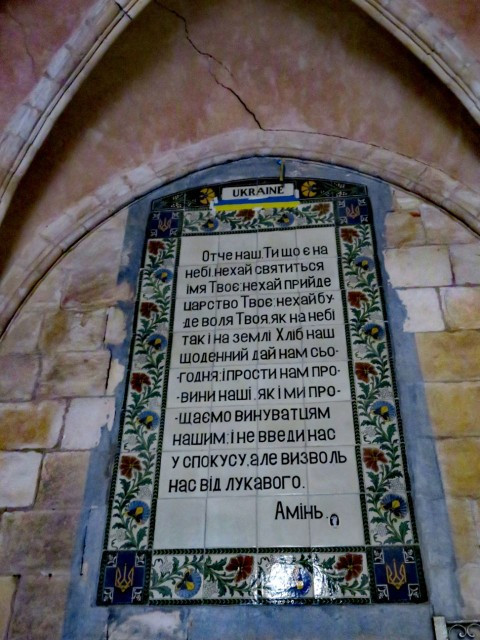 UKRAINE
Отче наш. Ти що є на
небі. нехай святиться
імя Твоє: нехай прийде
царство Твоє: нехай бу-
де воля Твоя. як на небі
так і на землі Хліб наш
щоденний дай нам сьо-
-годня: і прости нам про-
-вини наші. як і ми про-
-щаємо винуватцям
нашим: і не введи нас
у спокусу. але визволь
нас від лукавого.
Амінь.